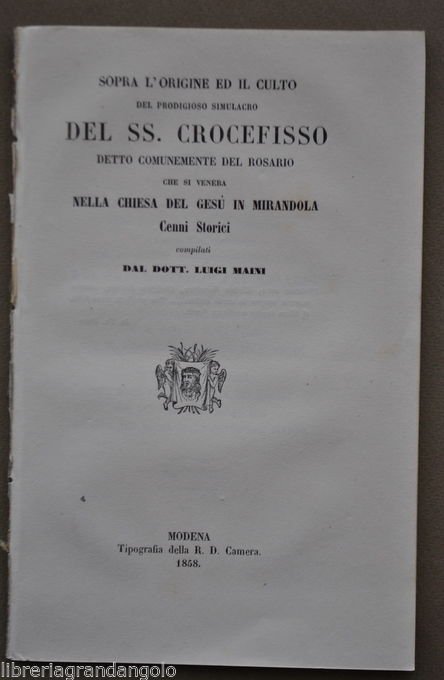 SOPRA L'ORIGINE ED IL CULTO
DEL PRODIGIOSO SIMULACRO
DEL SS. CROCEFISSO
DETTO COMUNEMENTE DEL ROSARIO
CHE SI VENERA
NELLA CHIESA DEL GESÙ IN MIRANDOLA
Cenni Storici
compilati
DAL DOTT. LUIGI MAINI
MODENA
Tipografia della R. D. Camera.
1858.
libreriagrandangolo